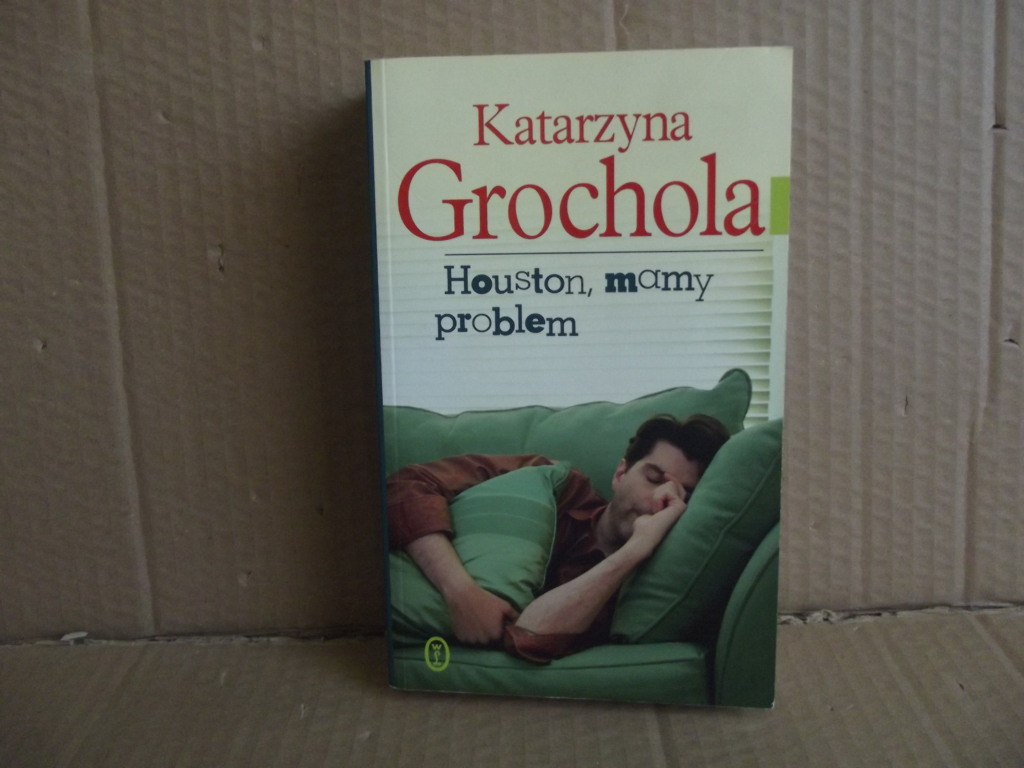 Katarzyna
Grochola
Houston, mamy
problem